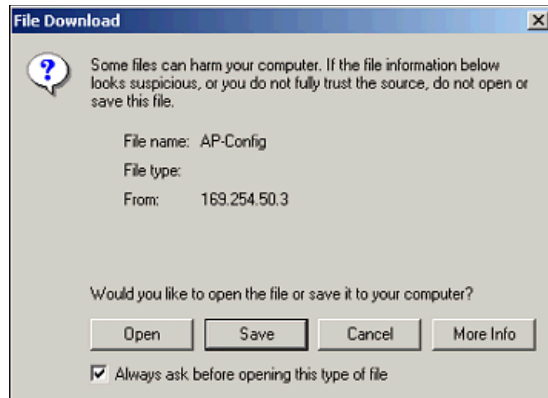 File Download
Some files can harm your computer. If the file information below
looks suspicious, or you do not fully trust the source, do not open or
save this file.
File name: AP-Config
File type:
From: 169.254.50.3
Would you like to open the file or save it to your computer?
Open Save Cancel More Info
Always ask before opening this type of file